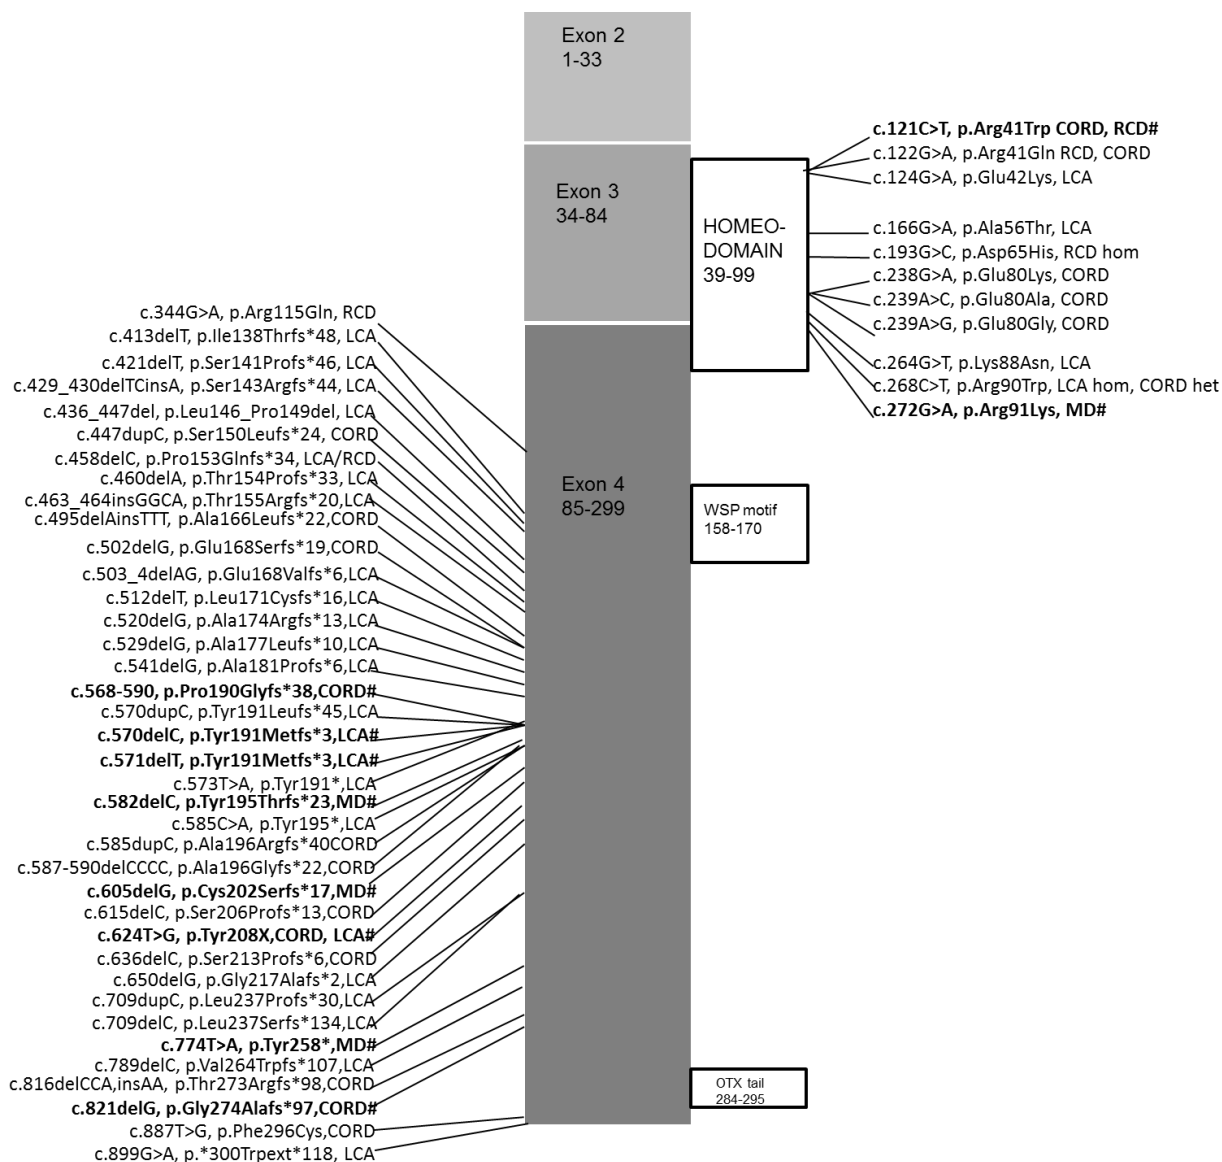 Exon 2
1-33
Exon 3
34-84
HOMEO-
DOMAIN
39-99
c.121C>T, p.Arg41Trp CORD, RCD#
c.122G>A, p.Arg41Gln RCD, CORD
c.124G>A, p.Glu42Lys, LCA
c.166G>A, p.Ala56Thr, LCA
c.193G>C, p.Asp65His, RCD hom
c.238G>A, p.Glu80Lys, CORD
c.239A>C, p.Glu80Ala, CORD
c.239A>G, p.Glu80Gly, CORD
c.264G>T, p.Lys88Asn, LCA
c.268C>T, p.Arg90Trp, LCA hom, CORD het
c.272G>A, p.Arg91Lys, MD#
c.344G>A, p.Arg115Gln, RCD
c.413delT, p.Ile138Thrfs*48, LCA
c.421delT, p.Ser141Profs*46, LCA
c.429_430delTCinsA, p.Ser143Argfs*44, LCA
c.436_447del, p.Leu146_Pro149del, LCA
c.447dupC, p.Ser150Leufs*24, CORD
c.458delC, p.Pro153Glnfs*34, LCA/RCD
c.460delA, p.Thr154Profs*33, LCA
c.463_464insGGCA, p.Thr155Argfs*20,LCA
c.495delAinsTTT, p.Ala166Leufs*22,CORD
c.502delG, p.Glu168Serfs*19,CORD
c.503_4delAG, p.Glu168Valfs*6,LCA
c.512delT, p.Leu171Cysfs*16,LCA
c.520delG, p.Ala174Argfs*13,LCA
c.529delG, p.Ala177Leufs*10,LCA
c.541delG, p.Ala181Profs*6,LCA
c.568-590, p.Pro190Glyfs*38,CORD#
c.570dupC, p.Tyr191Leufs*45,LCA
c.570delC, p.Tyr191Metfs*3,LCA#
c.571delT, p.Tyr191Metfs*3,LCA#
c.573T>A, p.Tyr191*,LCA
c.582delC, p.Tyr195Thrfs*23,MD#
c.585C>A, p.Tyr195*,LCA
c.585dupC, p.Ala196Argfs*40CORD
c.587-590delCCCC, p.Ala196Glyfs*22,CORD
c.605delG, p.Cys202Serfs*17,MD#
c.615delC, p.Ser206Profs*13,CORD
c.624T>G, p.Tyr208X,CORD, LCA#
c.636delC, p.Ser213Profs*6,CORD
c.650delG, p.Gly217Alafs*2,LCA
c.709dupC, p.Leu237Profs*30,LCA
c.709delC, p.Leu237Serfs*134,LCA
c.774T>A, p.Tyr258*,MD#
c.789delC, p.Val264Trpfs*107,LCA
c.816delCCA,insAA, p.Thr273Argfs*98,CORD
c.821delG, p.Gly274Alafs*97,CORD#
c.887T>G, p.Phe296Cys,CORD
c.899G>A, p.*300Trpext*118, LCA
Exon 4
85-299
WSP motif
158-170
OTX tail
284-295